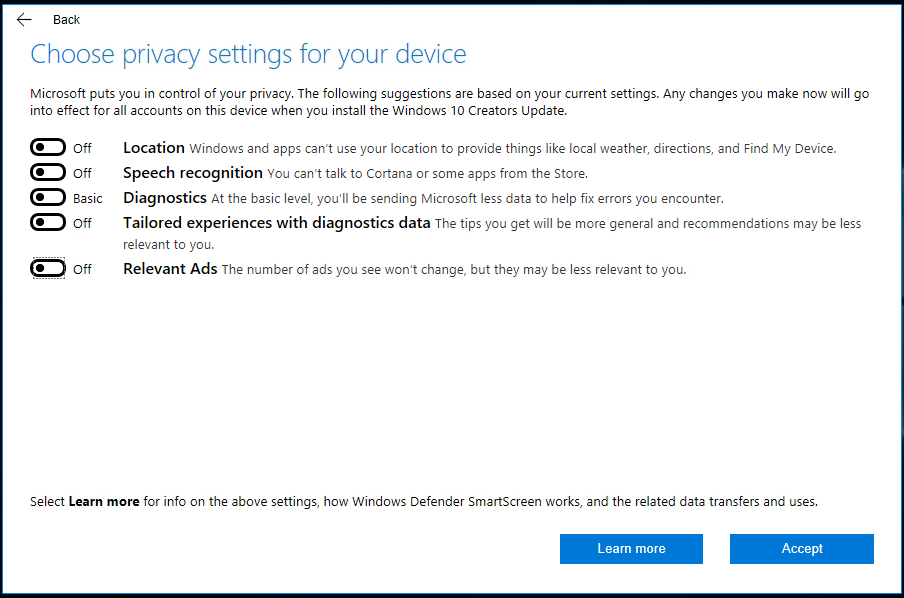 Back
Choose privacy settings for your device
Microsoft puts you in control of your privacy. The following suggestions are based on your current settings. Any changes you make now will go
into effect for all accounts on this device when you install the Windows 10 Creators Update.
Off Location Windows and apps can't use your location to provide things like local weather, directions, and Find My Device.
Off Speech recognition You can't talk to Cortana or some apps from the Store.
Basic Diagnostics At the basic level, you'll be sending Microsoft less data to help fix errors you encounter.
Off Tailored experiences with diagnostics data The tips you get will be more general and recommendations may be less
relevant to you.
Off Relevant Ads The number of ads you see won't change, but they may be less relevant to you.
Select Learn more for info on the above settings, how Windows Defender SmartScreen works, and the related data transfers and uses.
Learn more Accept